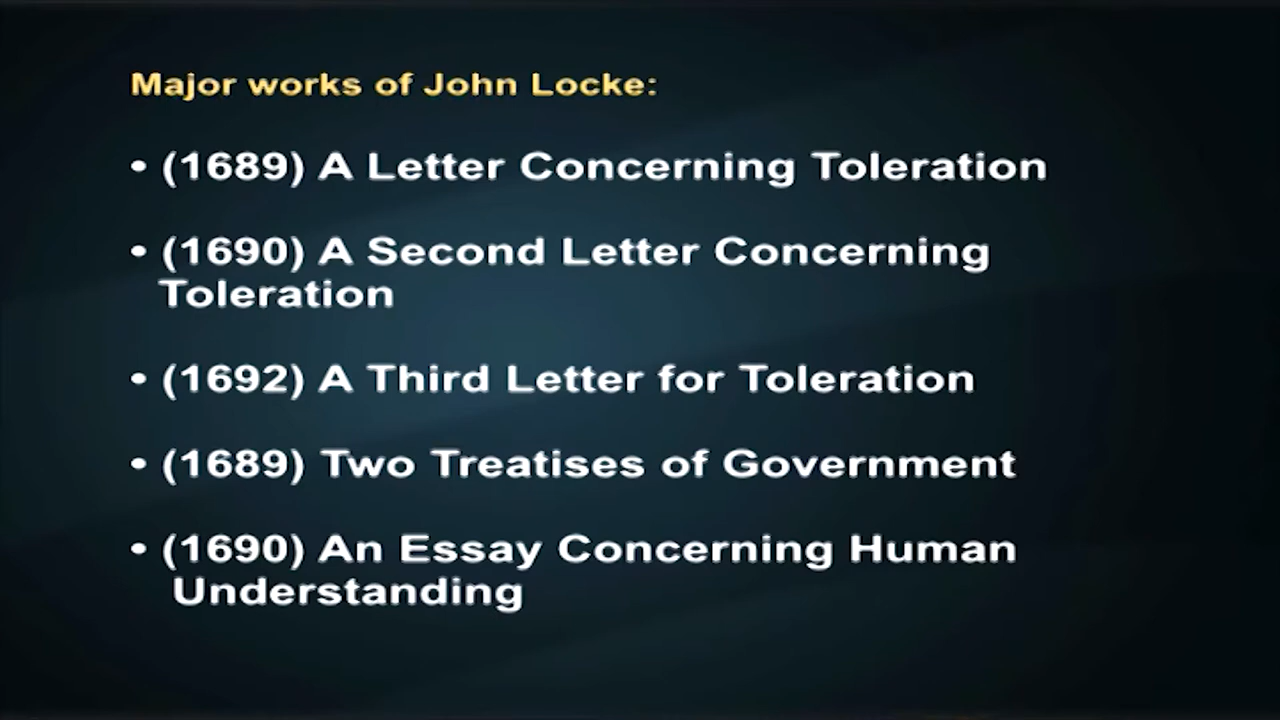 Major works of John Locke:
• (1689) A Letter Concerning Toleration
• (1690) A Second Letter Concerning
Toleration
• (1692) A Third Letter for Toleration
• (1689) Two Treatises of Government
• (1690) An Essay Concerning Human
Understanding